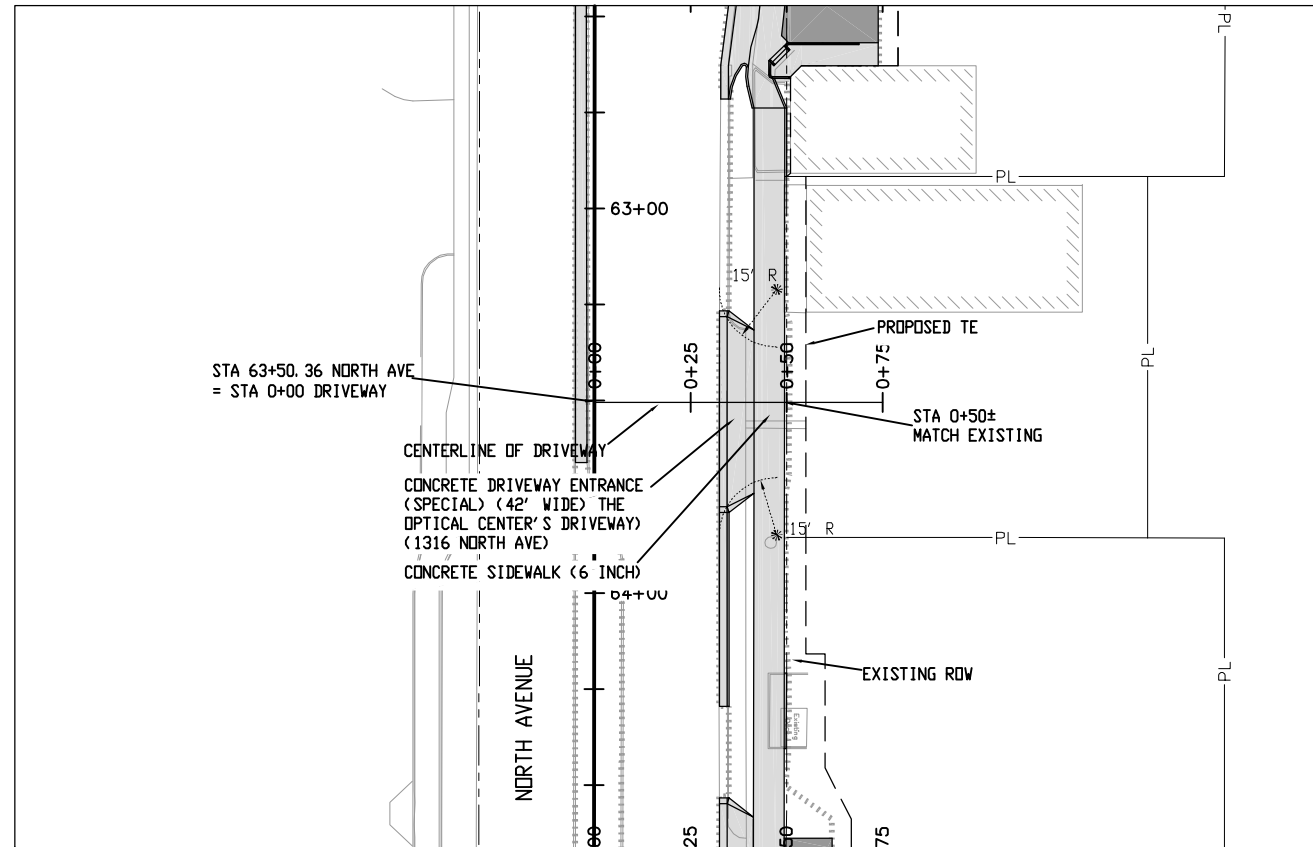 PL
PL
63+00
15' R
PROPOSED TE
PL
0+00
0+25
0+50
0+75
STA 63+50.36 NORTH AVE
= STA 0+00 DRIVEWAY
STA 0+50±
MATCH EXISTING
CENTERLINE OF DRIVEWAY
CONCRETE DRIVEWAY ENTRANCE
(SPECIAL) (42' WIDE) THE
OPTICAL CENTER'S DRIVEWAY)
(1316 NORTH AVE)
15' R
PL
CONCRETE SIDEWALK (6 INCH)
64+00
NORTH AVENUE
EXISTING ROW
PL
Existing
00
25
50
75